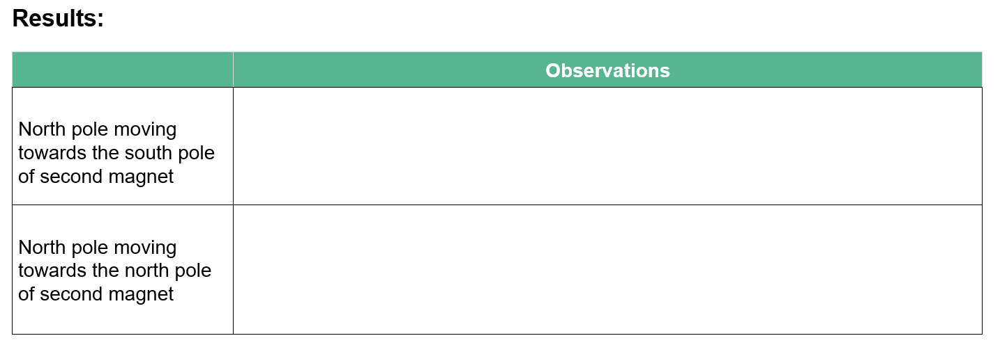 Results:
Observations
North pole moving
towards the south pole
of second magnet
North pole moving
towards the north pole
of second magnet